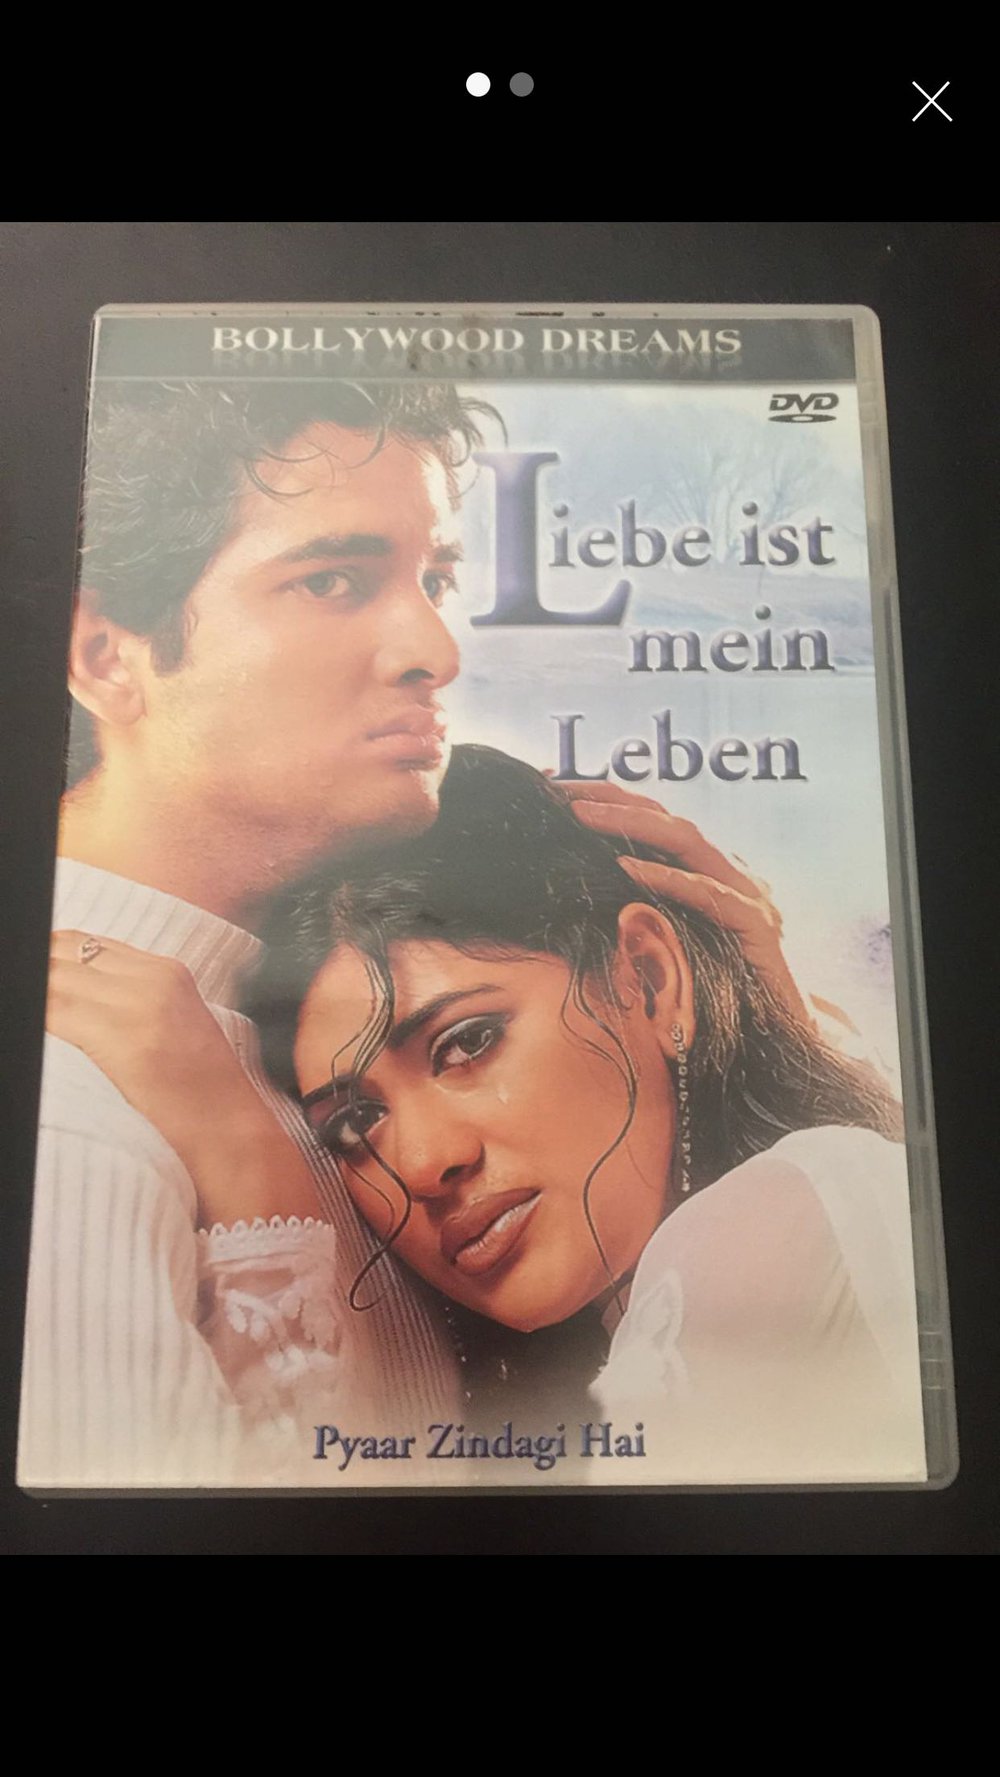 BOLLYWOOD DREAMS
DVD
Liebe ist
mein
Leben
Pyaar Zindagi Hai